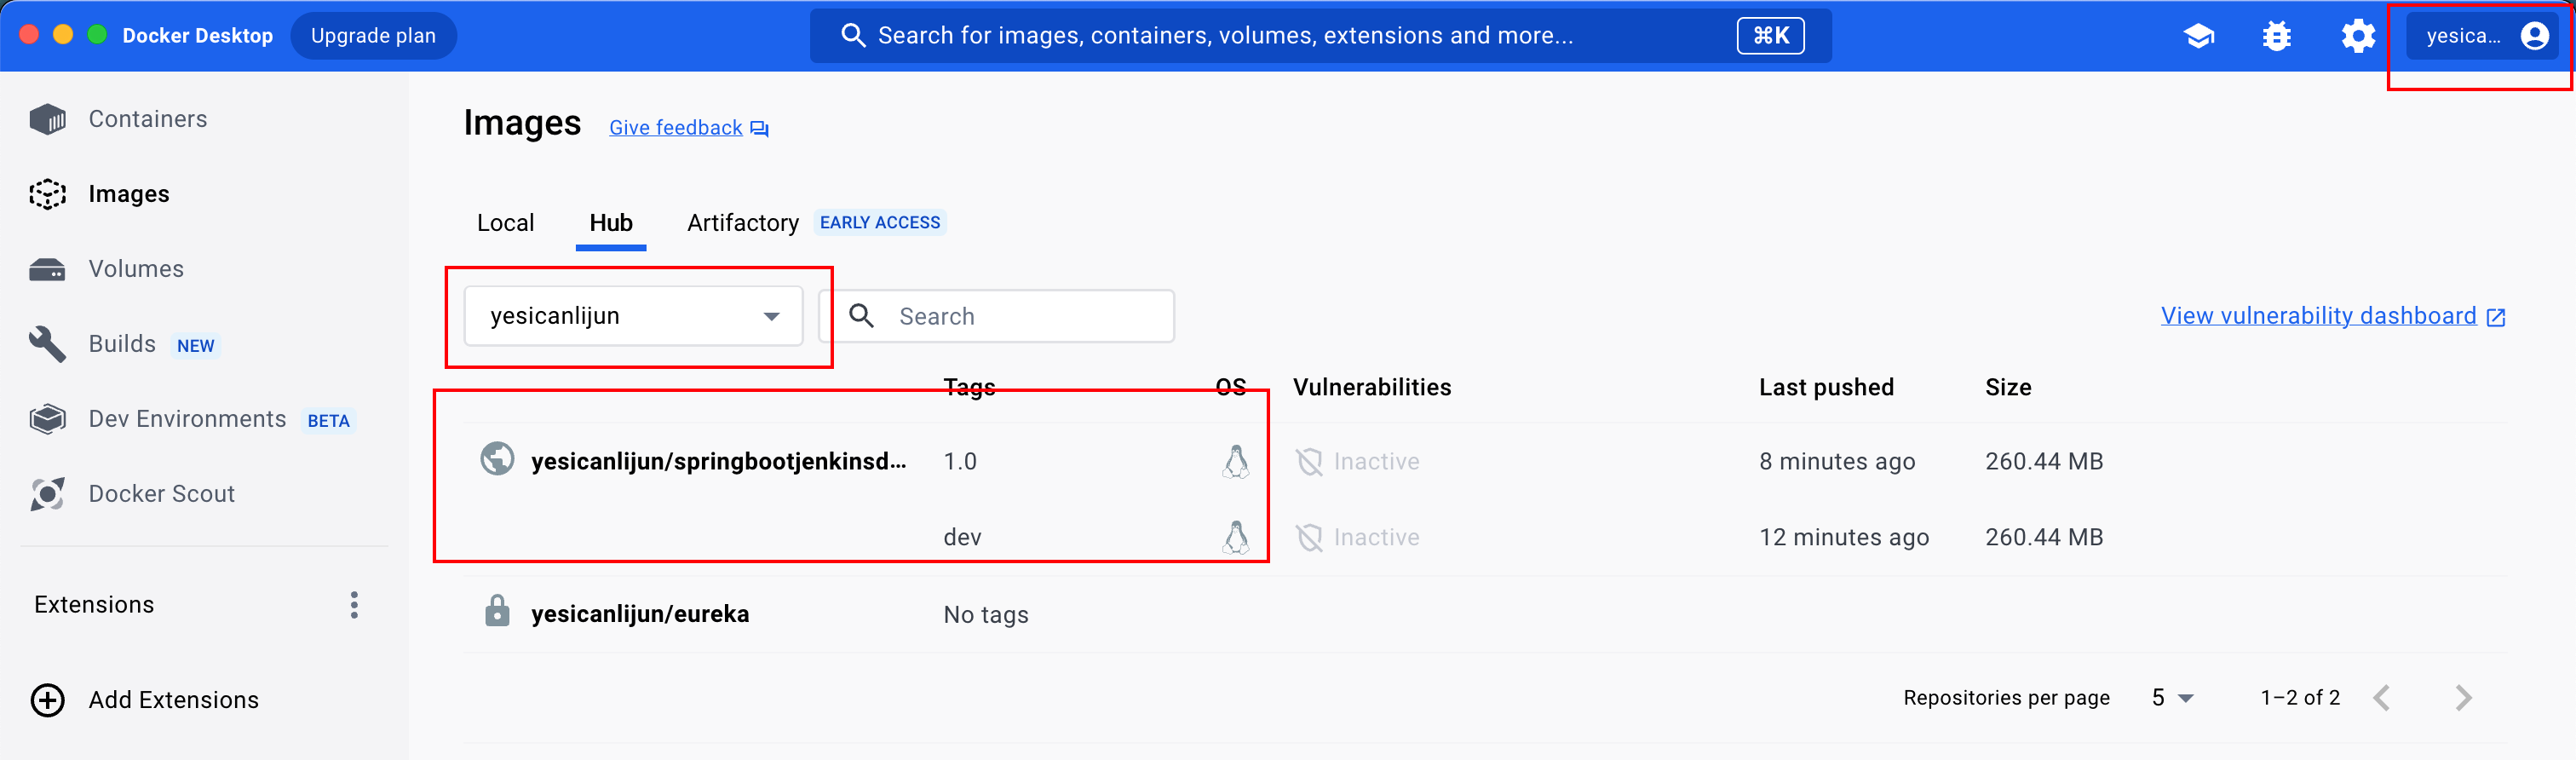 Docker Desktop Upgrade plan Search for images, containers, volumes, extensions and more... ⌘K yesica...
Containers
Images
Volumes
Builds NEW
Dev Environments BETA
Docker Scout
Extensions
Add Extensions
Images Give feedback
Local Hub Artifactory EARLY ACCESS
yesicanlijun Search View vulnerability dashboard
Tags OS Vulnerabilities Last pushed Size
yesicanlijun/springbootjenkinsd... 1.0 Inactive 8 minutes ago 260.44 MB
dev Inactive 12 minutes ago 260.44 MB
yesicanlijun/eureka No tags
Repositories per page 5 1–2 of 2